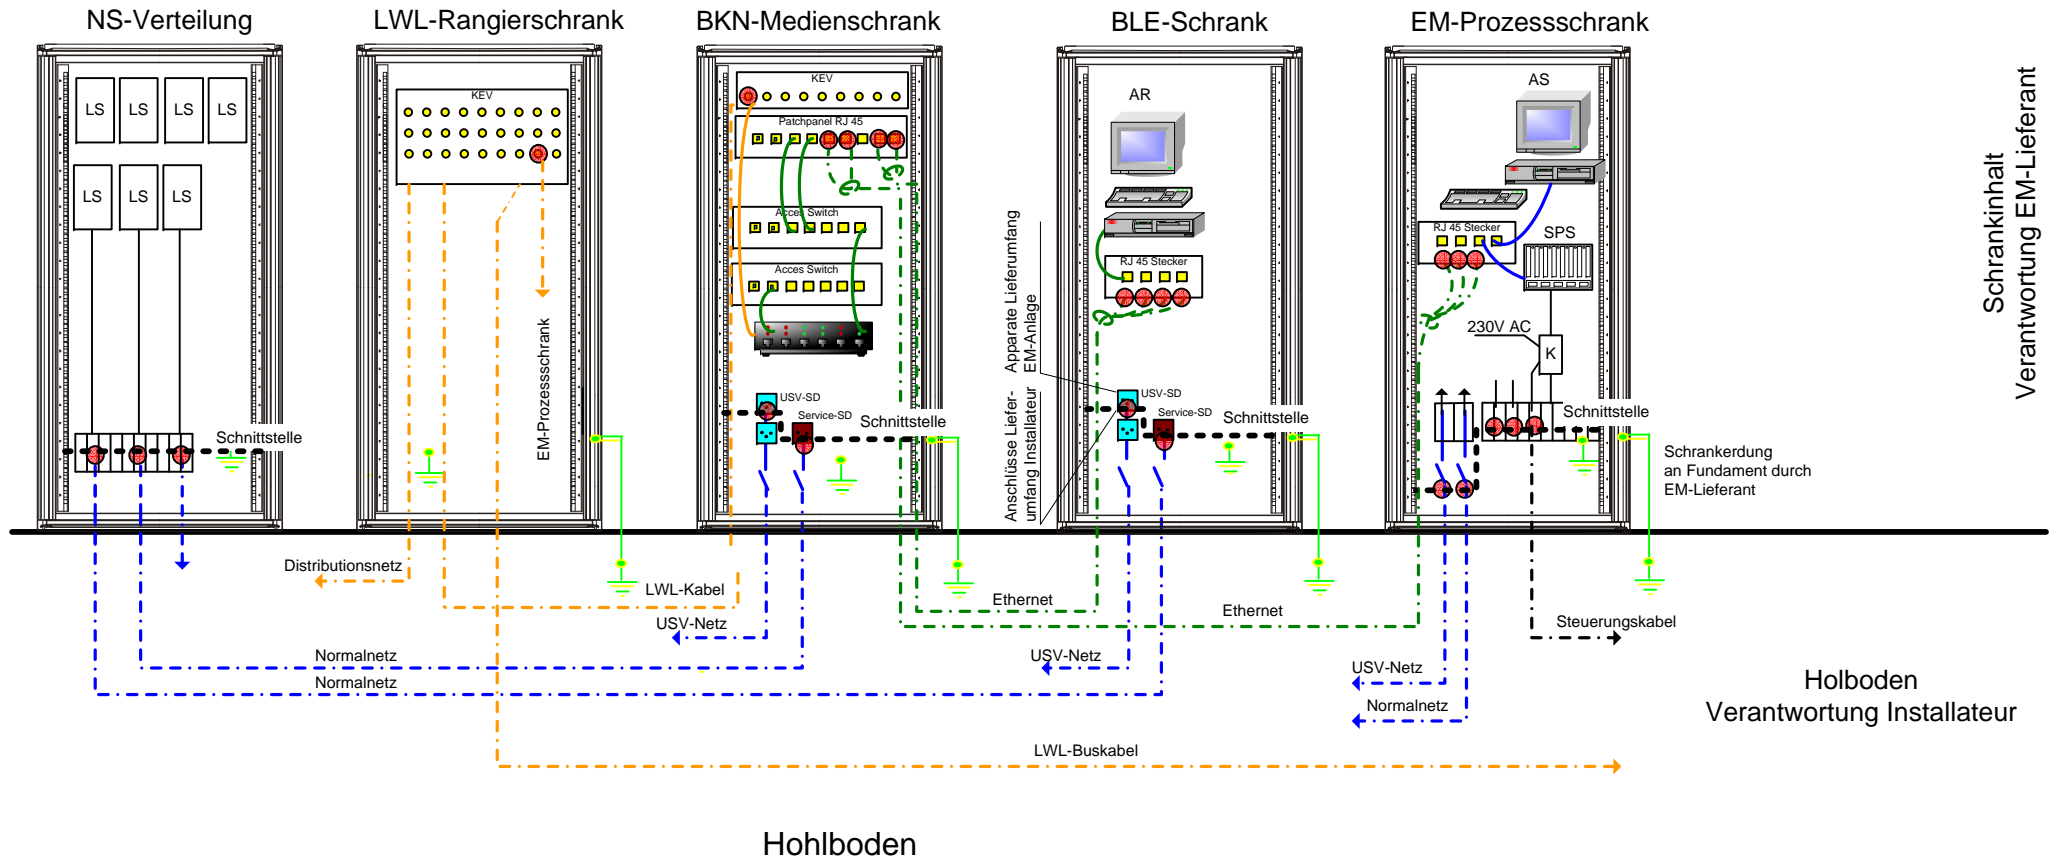 NS-Verteilung
LWL-Rangierschrank
BKN-Medienschrank
BLE-Schrank
EM-Prozessschrank
LS
LS
LS
LS
LS
LS
LS
Schnittstelle
KEV
EM-Prozessschrank
KEV
Patchpanel RJ 45
Acces Switch
Acces Switch
USV-SD
Service-SD
Schnittstelle
Apparate Lieferumfang
EM-Anlage
Anschlüsse Liefer-
umfang Installateur
AR
RJ 45 Stecker
USV-SD
Service-SD
Schnittstelle
AS
RJ 45 Stecker
SPS
230V AC
K
Schnittstelle
Schrankerdung
an Fundament durch
EM-Lieferant
Schrankinhalt
Verantwortung EM-Lieferant
Distributionsnetz
LWL-Kabel
USV-Netz
Normalnetz
Normalnetz
Ethernet
Ethernet
USV-Netz
Steuerungskabel
USV-Netz
Normalnetz
LWL-Buskabel
Holboden
Verantwortung Installateur
Hohlboden